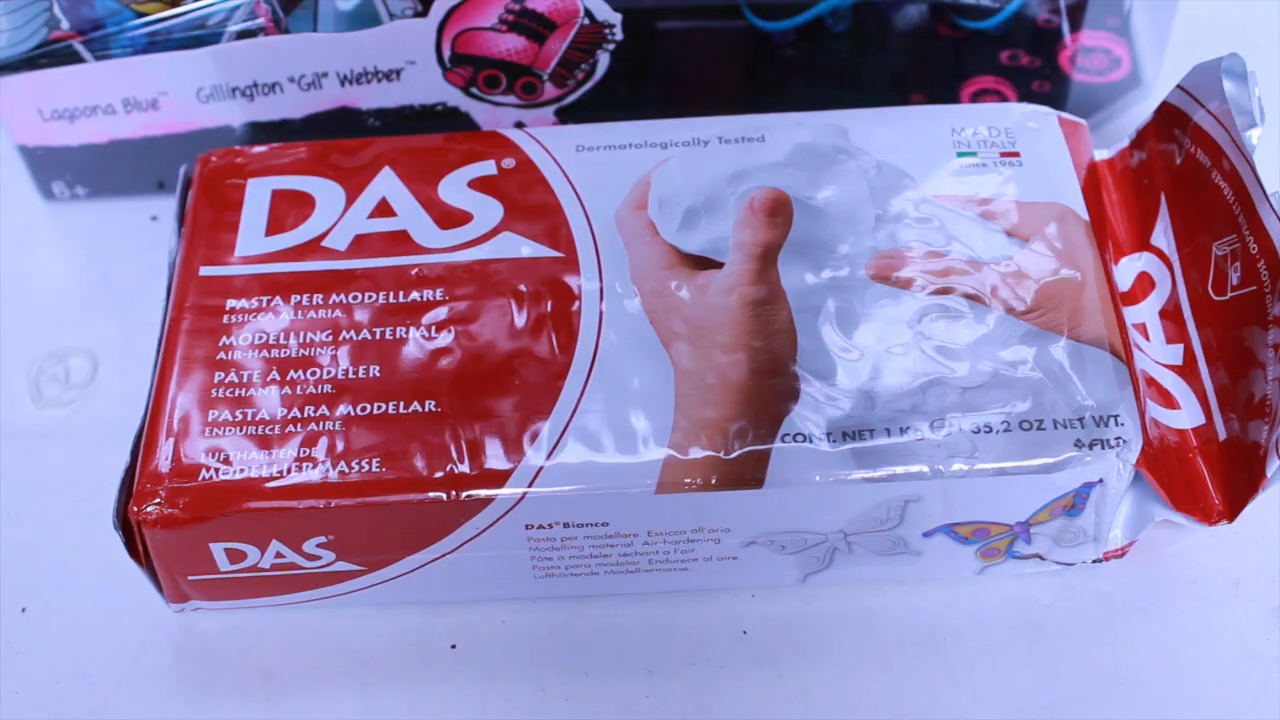 Lagoona Blue™
Gillington "Gil" Webber™
6+
DAS®
PASTA PER MODELLARE.
ESSICCA ALL'ARIA.
MODELLING MATERIAL.
AIR-HARDENING.
PÂTE À MODELER
SÉCHANT A L'AIR.
PASTA PARA MODELAR.
ENDURECE AL AIRE.
LUFTHÄRTENDE
MODELLIERMASSE.
Dermatologically Tested
MADE
IN ITALY
since 1963
CONT. NET 1 Kg e 35,2 OZ NET WT.
FILA
DAS
DAS®
DAS® Bianco
Pasta per modellare. Essicca all'aria
Modelling material. Air-hardening.
Pâte à modeler séchant a l'air.
Pasta para modelar. Endurece al aire.
Lufthärtende Modelliermasse.